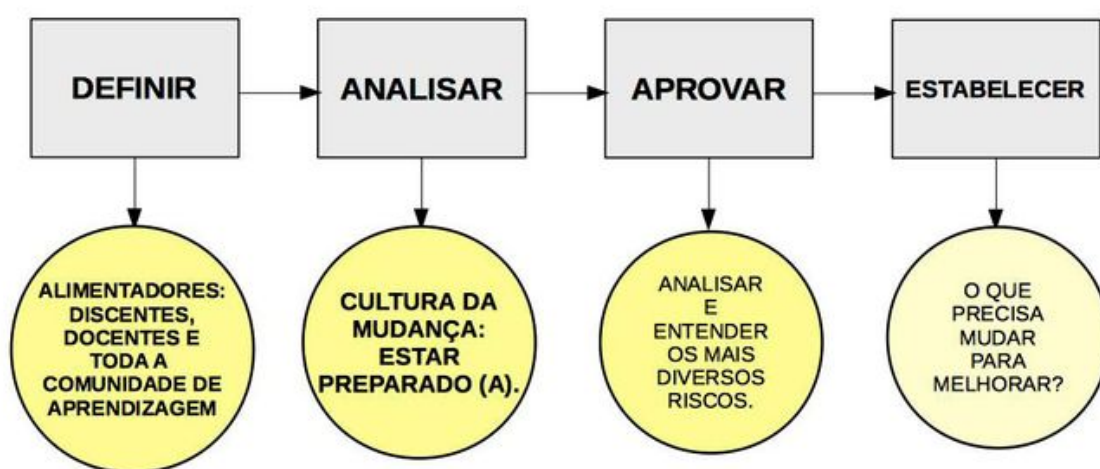 DEFINIR
ANALISAR
APROVAR
ESTABELECER
ALIMENTADORES:
DISCENTES,
DOCENTES E
TODA A
COMUNIDADE DE
APRENDIZAGEM
CULTURA DA
MUDANÇA:
ESTAR
PREPARADO (A).
ANALISAR
E
ENTENDER
OS MAIS
DIVERSOS
RISCOS.
O QUE
PRECISA
MUDAR
PARA
MELHORAR?